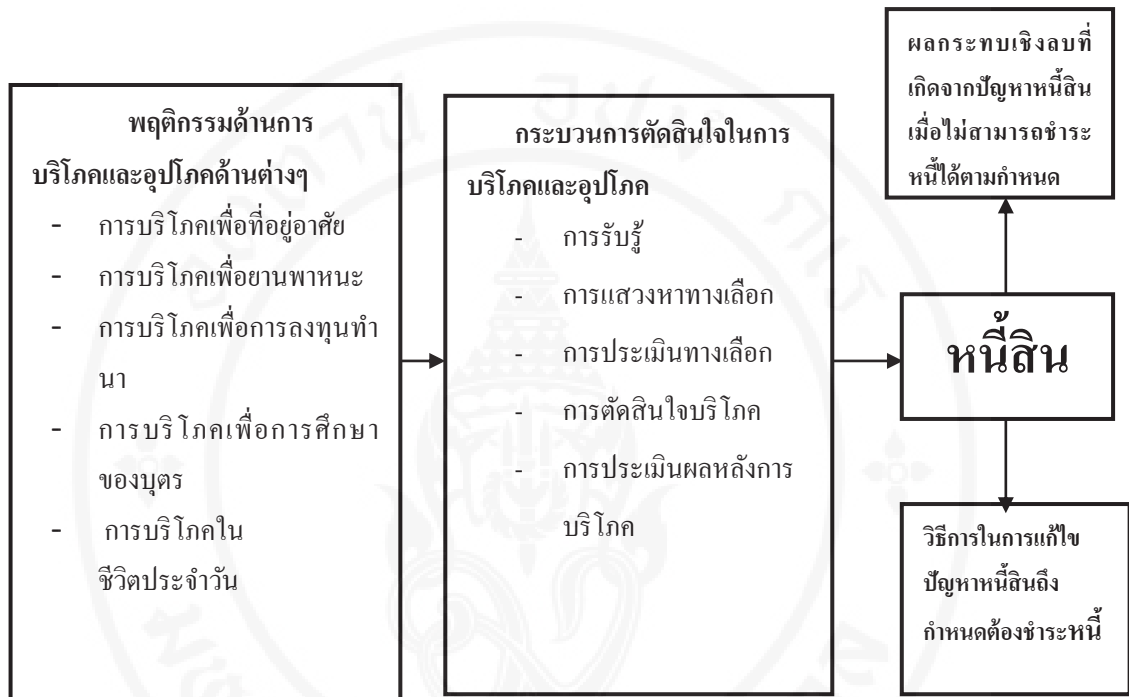 พฤติกรรมด้านการ
บริโภคและอุปโภคด้านต่างๆ
- การบริโภคเพื่อที่อยู่อาศัย
- การบริโภคเพื่อยานพาหนะ
- การบริโภคเพื่อการลงทุนทำ
นา
- การบริโภคเพื่อการศึกษา
ของบุตร
- การบริโภคใน
ชีวิตประจำวัน
กระบวนการตัดสินใจในการ
บริโภคและอุปโภค
- การรับรู้
- การแสวงหาทางเลือก
- การประเมินทางเลือก
- การตัดสินใจบริโภค
- การประเมินผลหลังการ
บริโภค
ผลกระทบเชิงลบที่
เกิดจากปัญหาหนี้สิน
เมื่อไม่สามารถชำระ
หนี้ได้ตามกำหนด
หนี้สิน
วิธีการในการแก้ไข
ปัญหาหนี้สินถึง
กำหนดต้องชำระหนี้